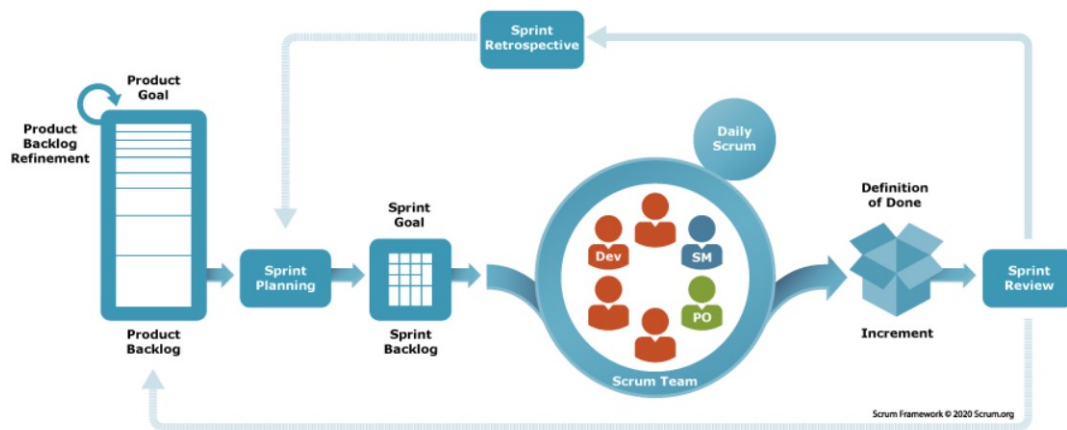 Sprint
Retrospective
Product
Goal
Product
Backlog
Refinement
Daily
Scrum
Sprint
Goal
Definition
of Done
Dev
SM
Sprint
Planning
Sprint
Review
PO
Product
Backlog
Sprint
Backlog
Increment
Scrum Team
Scrum Framework © 2020 Scrum.org